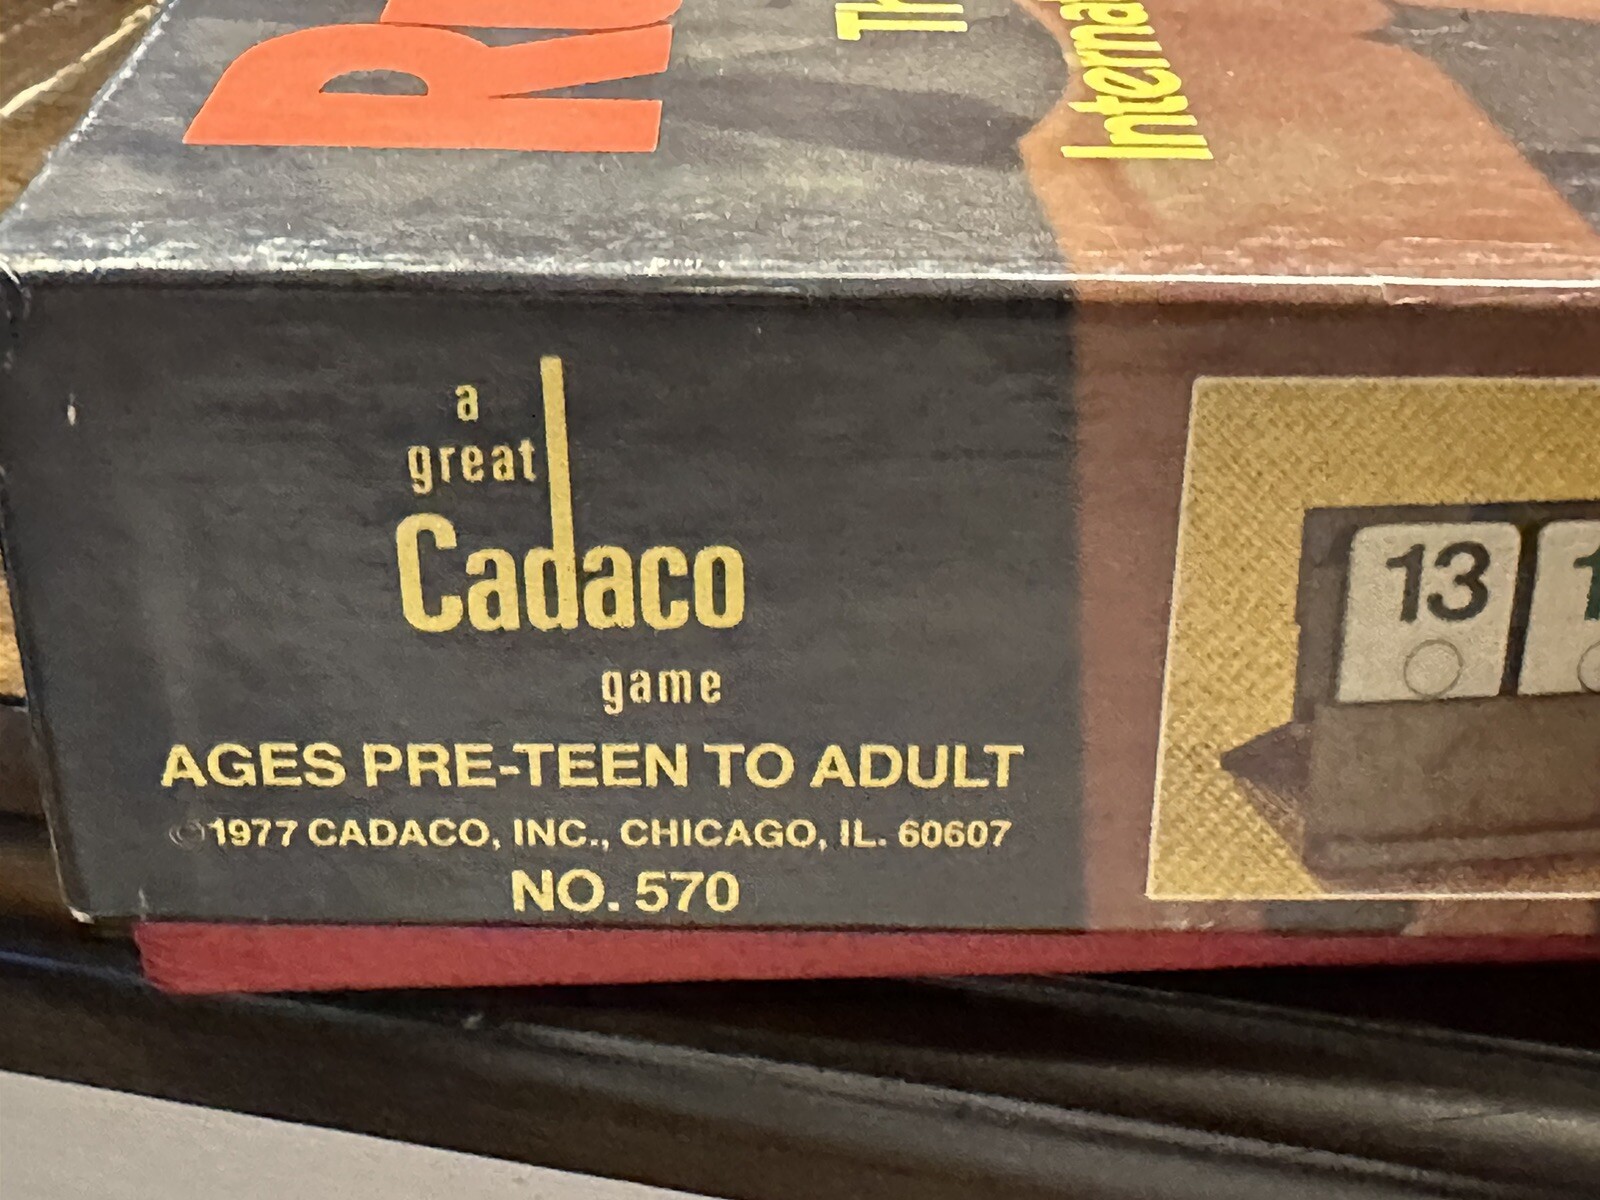 a
great
Cadaco
game
AGES PRE-TEEN TO ADULT
©1977 CADACO, INC., CHICAGO, IL. 60607
NO. 570
13